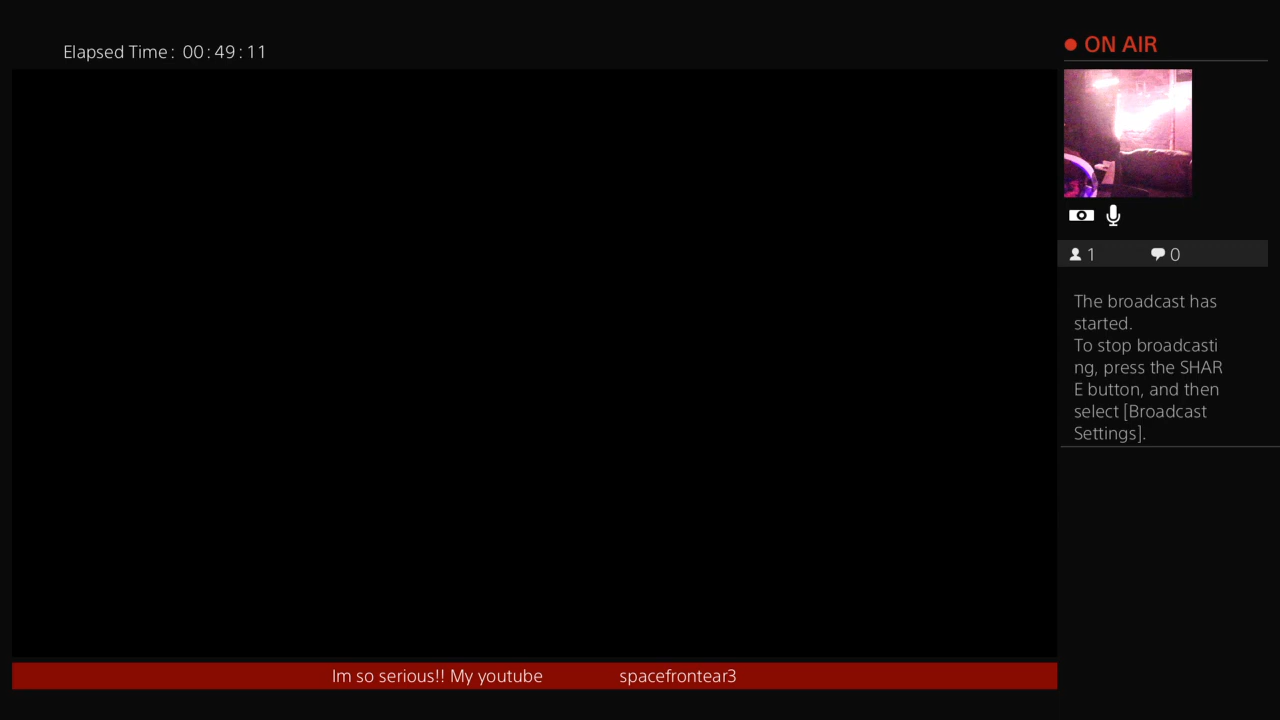 Elapsed Time: 00:49:11
ON AIR
1 0
The broadcast has
started.
To stop broadcasti
ng, press the SHAR
E button, and then
select [Broadcast
Settings].
Im so serious!! My youtube spacefrontear3